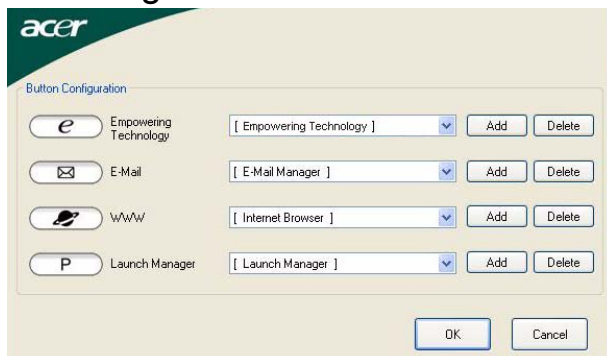 acer
Button Configuration
e Empowering Technology [ Empowering Technology ] Add Delete
E-Mail [ E-Mail Manager ] Add Delete
WWW [ Internet Browser ] Add Delete
P Launch Manager [ Launch Manager ] Add Delete
OK Cancel